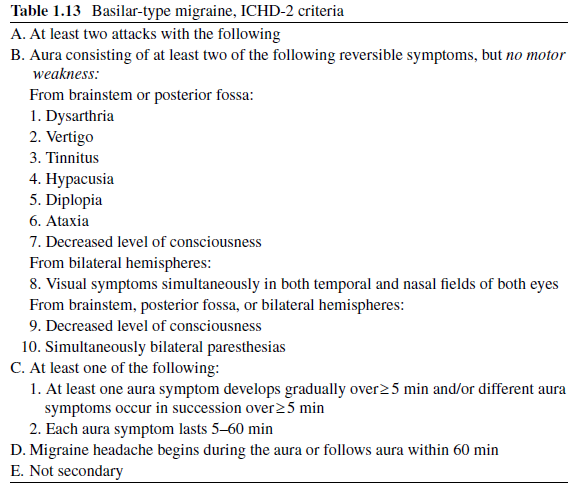 Table 1.13 Basilar-type migraine, ICHD-2 criteria
A. At least two attacks with the following
B. Aura consisting of at least two of the following reversible symptoms, but no motor
weakness:
From brainstem or posterior fossa:
1. Dysarthria
2. Vertigo
3. Tinnitus
4. Hypacusia
5. Diplopia
6. Ataxia
7. Decreased level of consciousness
From bilateral hemispheres:
8. Visual symptoms simultaneously in both temporal and nasal fields of both eyes
From brainstem, posterior fossa, or bilateral hemispheres:
9. Decreased level of consciousness
10. Simultaneously bilateral paresthesias
C. At least one of the following:
1. At least one aura symptom develops gradually over≥5 min and/or different aura
symptoms occur in succession over≥5 min
2. Each aura symptom lasts 5–60 min
D. Migraine headache begins during the aura or follows aura within 60 min
E. Not secondary